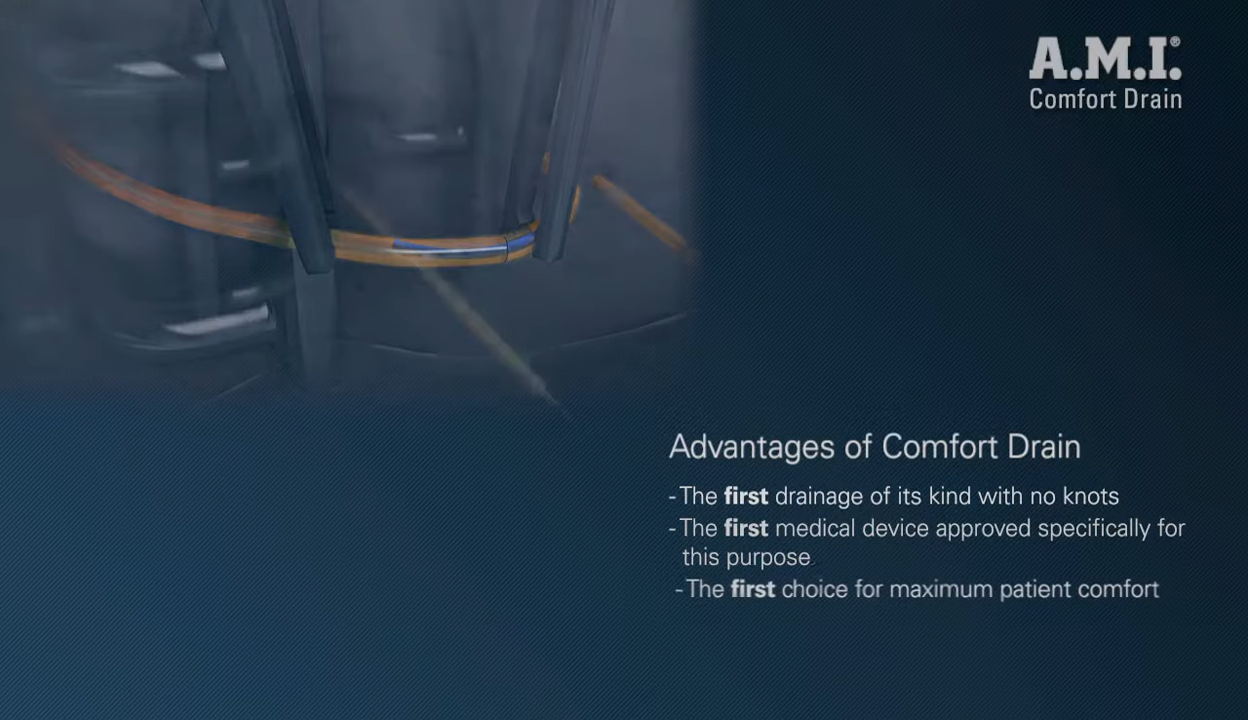 A.M.I.®
Comfort Drain
Advantages of Comfort Drain
- The first drainage of its kind with no knots
- The first medical device approved specifically for
this purpose.
- The first choice for maximum patient comfort